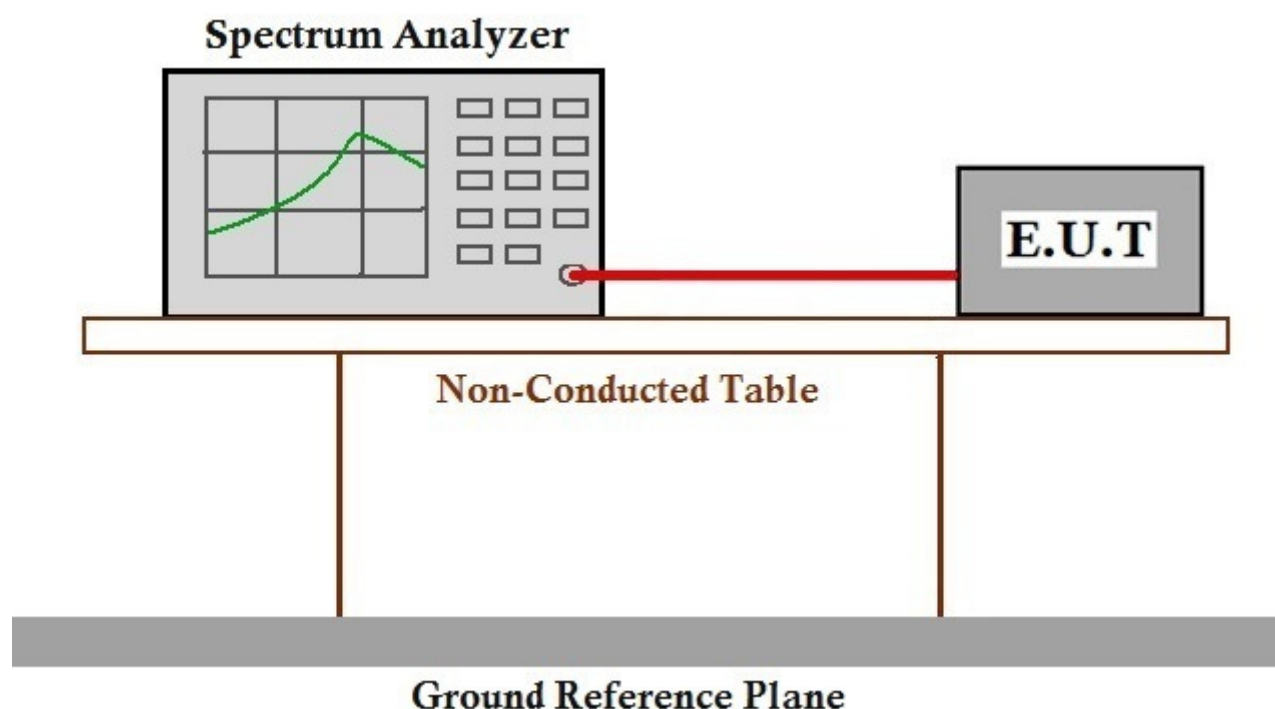 Spectrum Analyzer
E.U.T
Non-Conducted Table
Ground Reference Plane